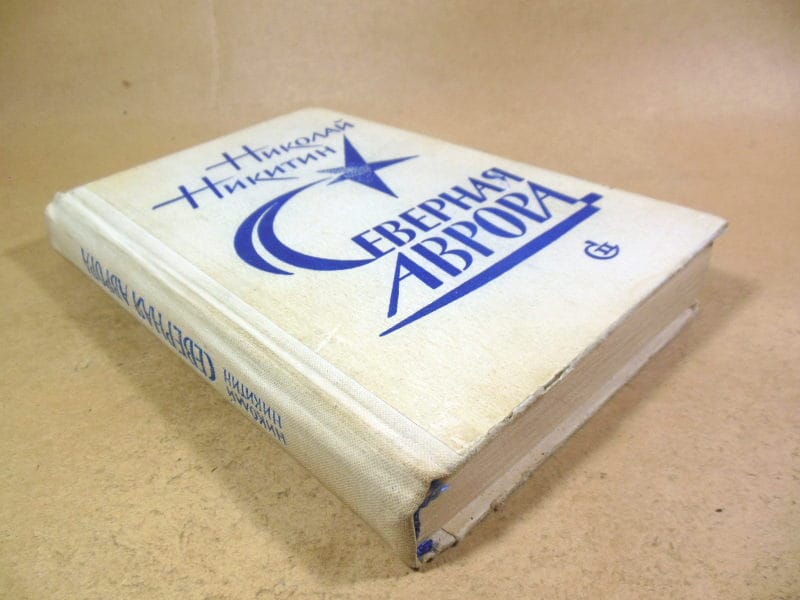 Николай
Никитин
Северная
Аврора
Николай
Никитин
Северная Аврора